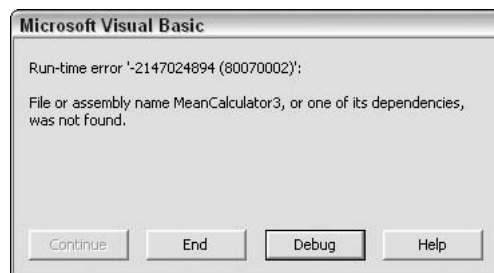 Microsoft Visual Basic
Run-time error '-2147024894 (80070002)':
File or assembly name MeanCalculator3, or one of its dependencies,
was not found.
Continue
End
Debug
Help